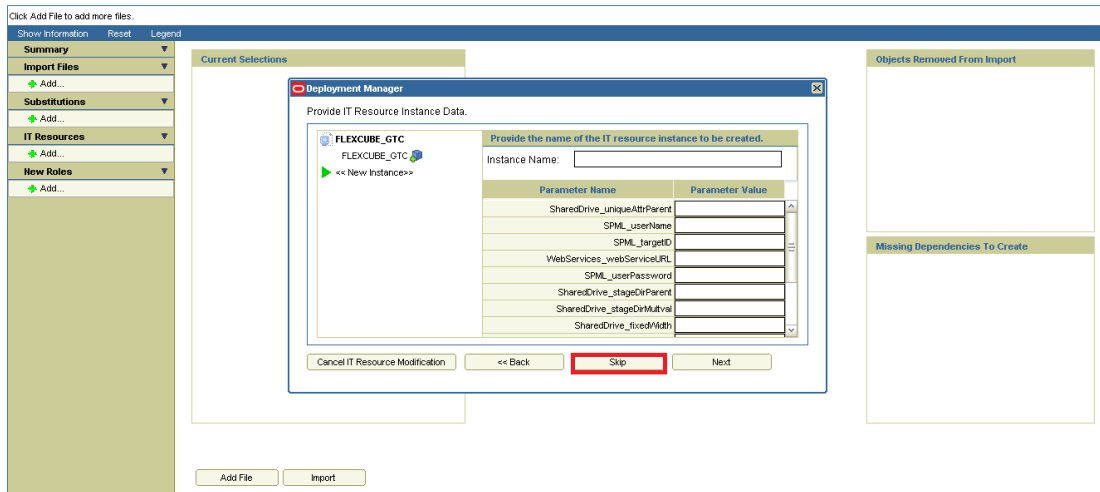 Click Add File to add more files.
Show Information Reset Legend
Summary
Import Files
Add...
Substitutions
Add...
IT Resources
Add...
New Roles
Add...
Current Selections
Objects Removed From Import
Missing Dependencies To Create
Deployment Manager
Provide IT Resource Instance Data.
FLEXCUBE_GTC
FLEXCUBE_GTC
<< New Instance>>
Provide the name of the IT resource instance to be created.
Instance Name:
Parameter Name Parameter Value
SharedDrive_uniqueAttrParent
SPML_userName
SPML_targetID
WebServices_webServiceURL
SPML_userPassword
SharedDrive_stageDirParent
SharedDrive_stageDirMultval
SharedDrive_fixedWidth
Cancel IT Resource Modification << Back Skip Next
Add File Import